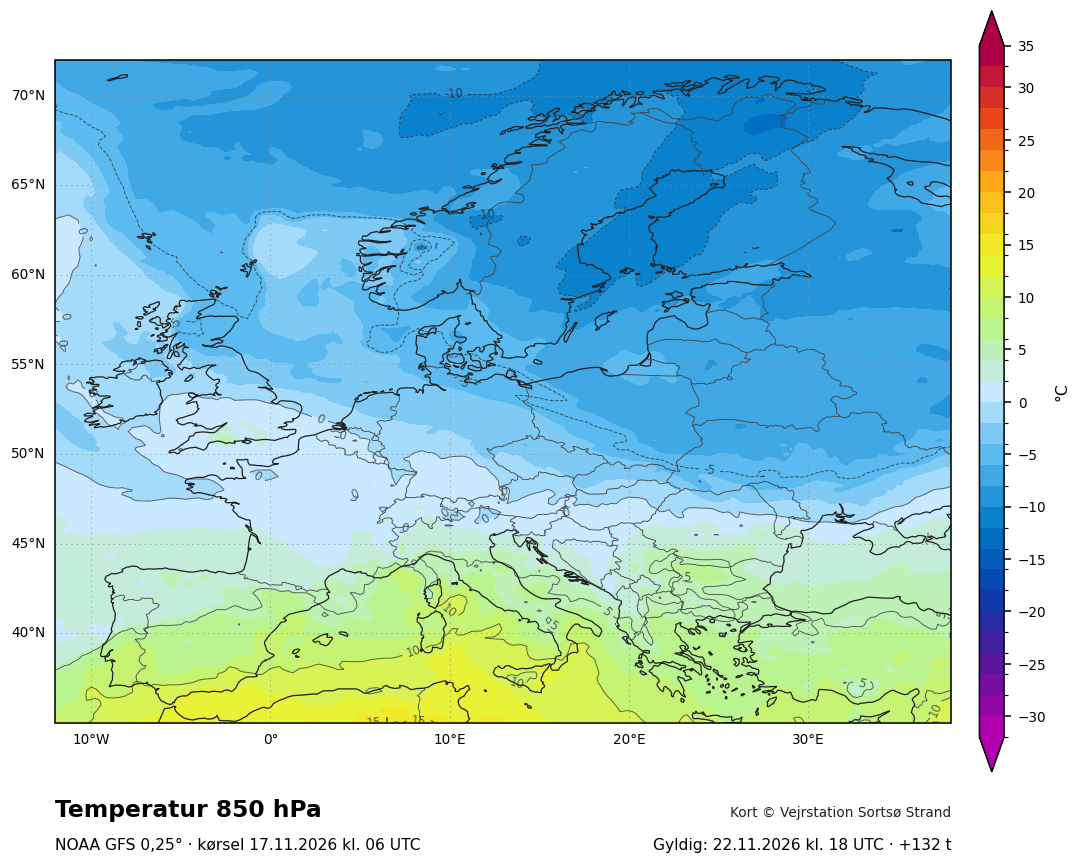 70°N
65°N
60°N
55°N
50°N
45°N
40°N
10°W
0°
10°E
20°E
30°E
35
30
25
20
15
10
5
0
−5
−10
−15
−20
−25
−30
°C
Temperatur 850 hPa
Kort © Vejrstation Sortsø Strand
NOAA GFS 0,25° · kørsel 17.11.2026 kl. 06 UTC
Gyldig: 22.11.2026 kl. 18 UTC · +132 t